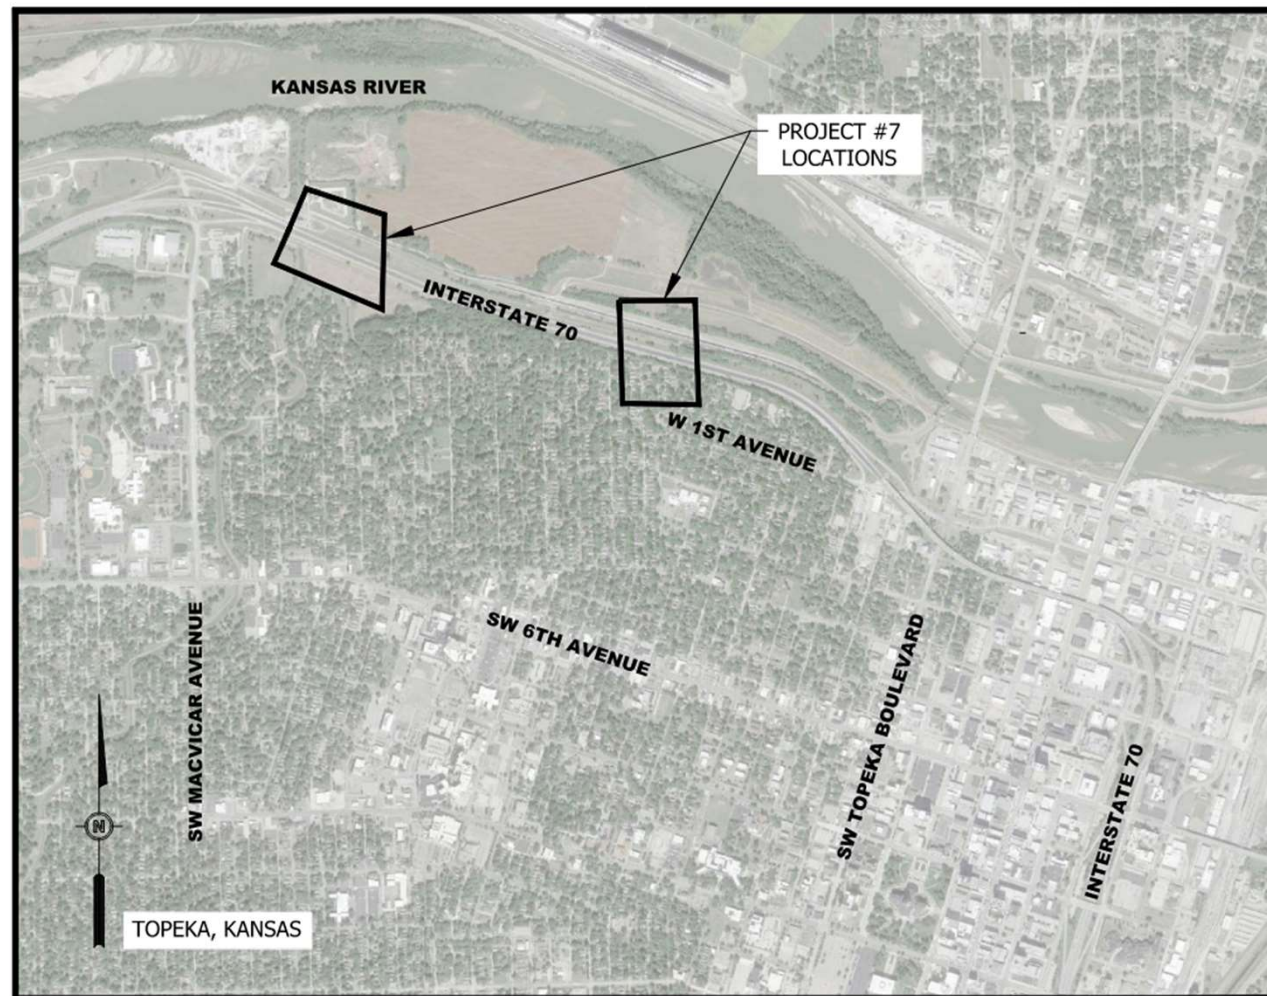 KANSAS RIVER
PROJECT #7
LOCATIONS
INTERSTATE 70
W 1ST AVENUE
SW 6TH AVENUE
SW MACVICAR AVENUE
SW TOPEKA BOULEVARD
INTERSTATE 70
N
TOPEKA, KANSAS